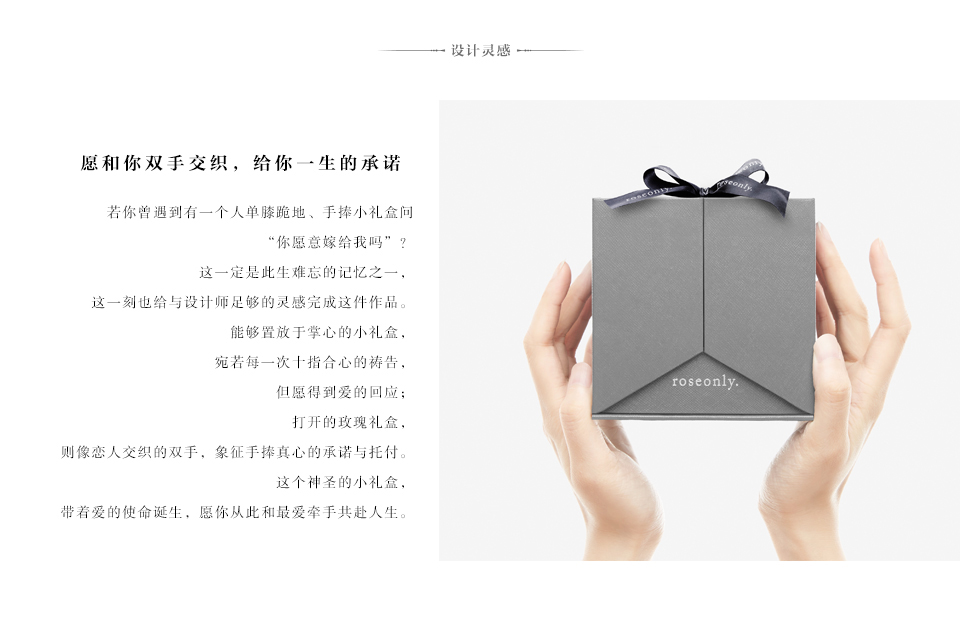 设计灵感
愿和你双手交织，给你一生的承诺
若你曾遇到有一个人单膝跪地、手捧小礼盒问
“你愿意嫁给我吗”？
这一定是此生难忘的记忆之一，
这一刻也给与设计师足够的灵感完成这件作品。
能够置放于掌心的小礼盒，
宛若每一次十指合心的祷告，
但愿得到爱的回应；
打开的玫瑰礼盒，
则像恋人交织的双手，象征手捧真心的承诺与托付。
这个神圣的小礼盒，
带着爱的使命诞生，愿你从此和最爱牵手共赴人生。
roseonly.
roseonly.
roseonly.